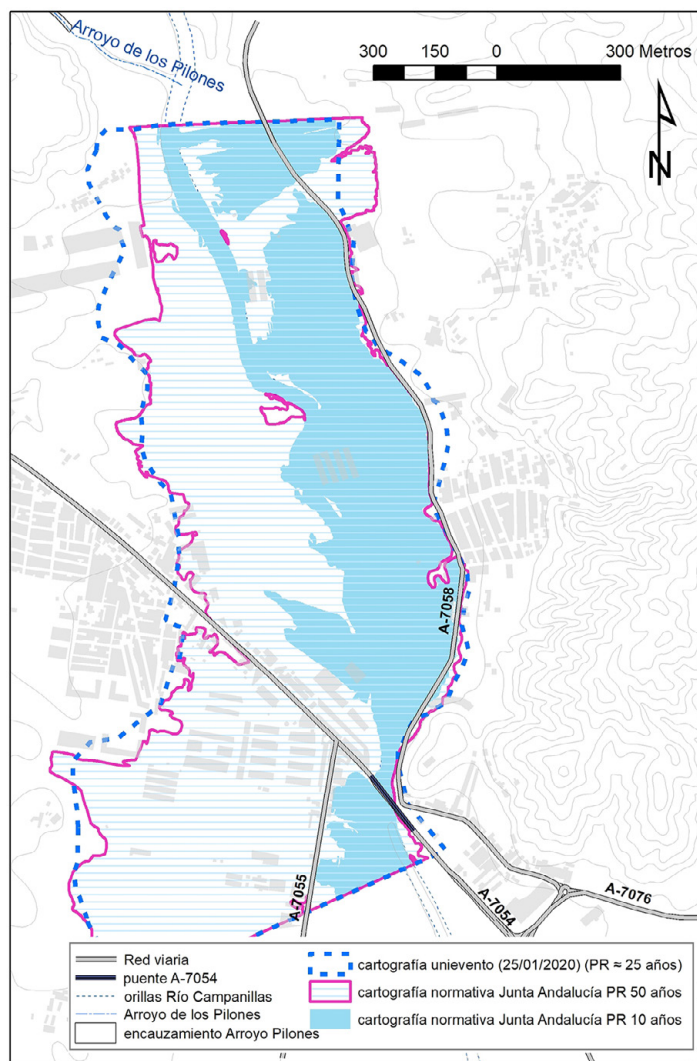 Arroyo de los Pilones
300 150 0 300 Metros
N
A-7058
A-7055
A-7054
A-7076
Red viaria
puente A-7054
orillas Río Campanillas
Arroyo de los Pilones
encauzamiento Arroyo Pilones
cartografía unievento (25/01/2020) (PR ≈ 25 años)
cartografía normativa Junta Andalucía PR 50 años
cartografía normativa Junta Andalucía PR 10 años